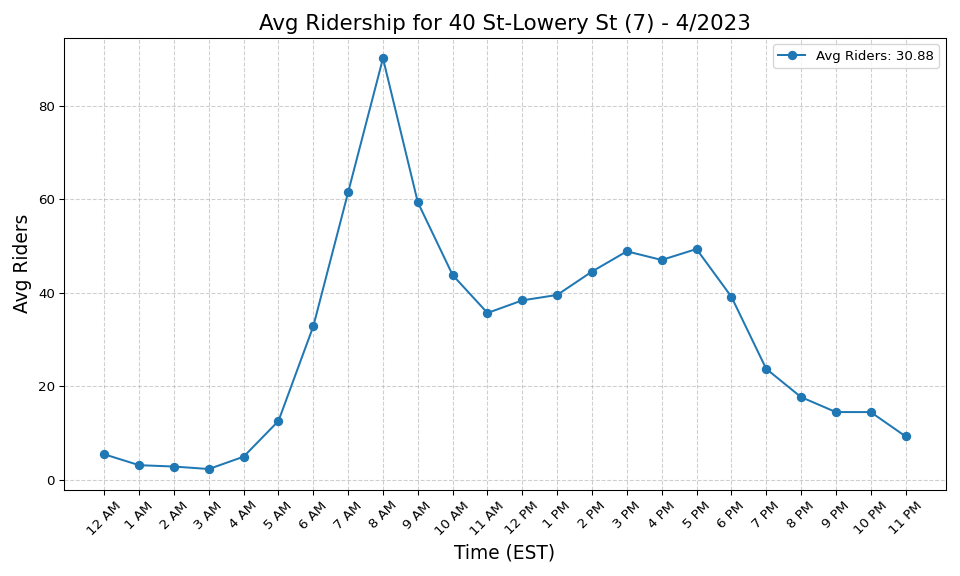 Avg Ridership for 40 St-Lowery St (7) - 4/2023
Avg Riders: 30.88
Avg Riders
80
60
40
20
0
12 AM 1 AM 2 AM 3 AM 4 AM 5 AM 6 AM 7 AM 8 AM 9 AM 10 AM 11 AM 12 PM 1 PM 2 PM 3 PM 4 PM 5 PM 6 PM 7 PM 8 PM 9 PM 10 PM 11 PM
Time (EST)